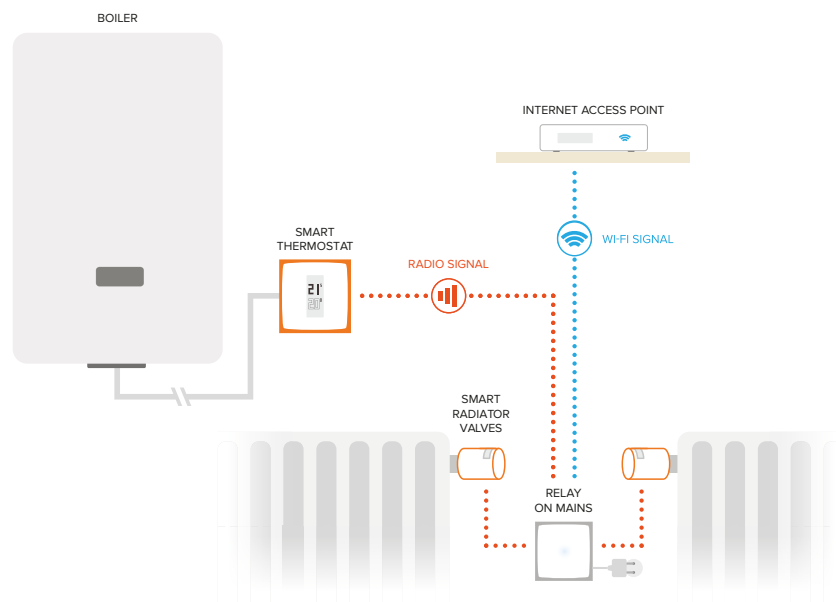 BOILER
INTERNET ACCESS POINT
SMART
THERMOSTAT
WI-FI SIGNAL
RADIO SIGNAL
21
SMART
RADIATOR
VALVES
RELAY
ON MAINS